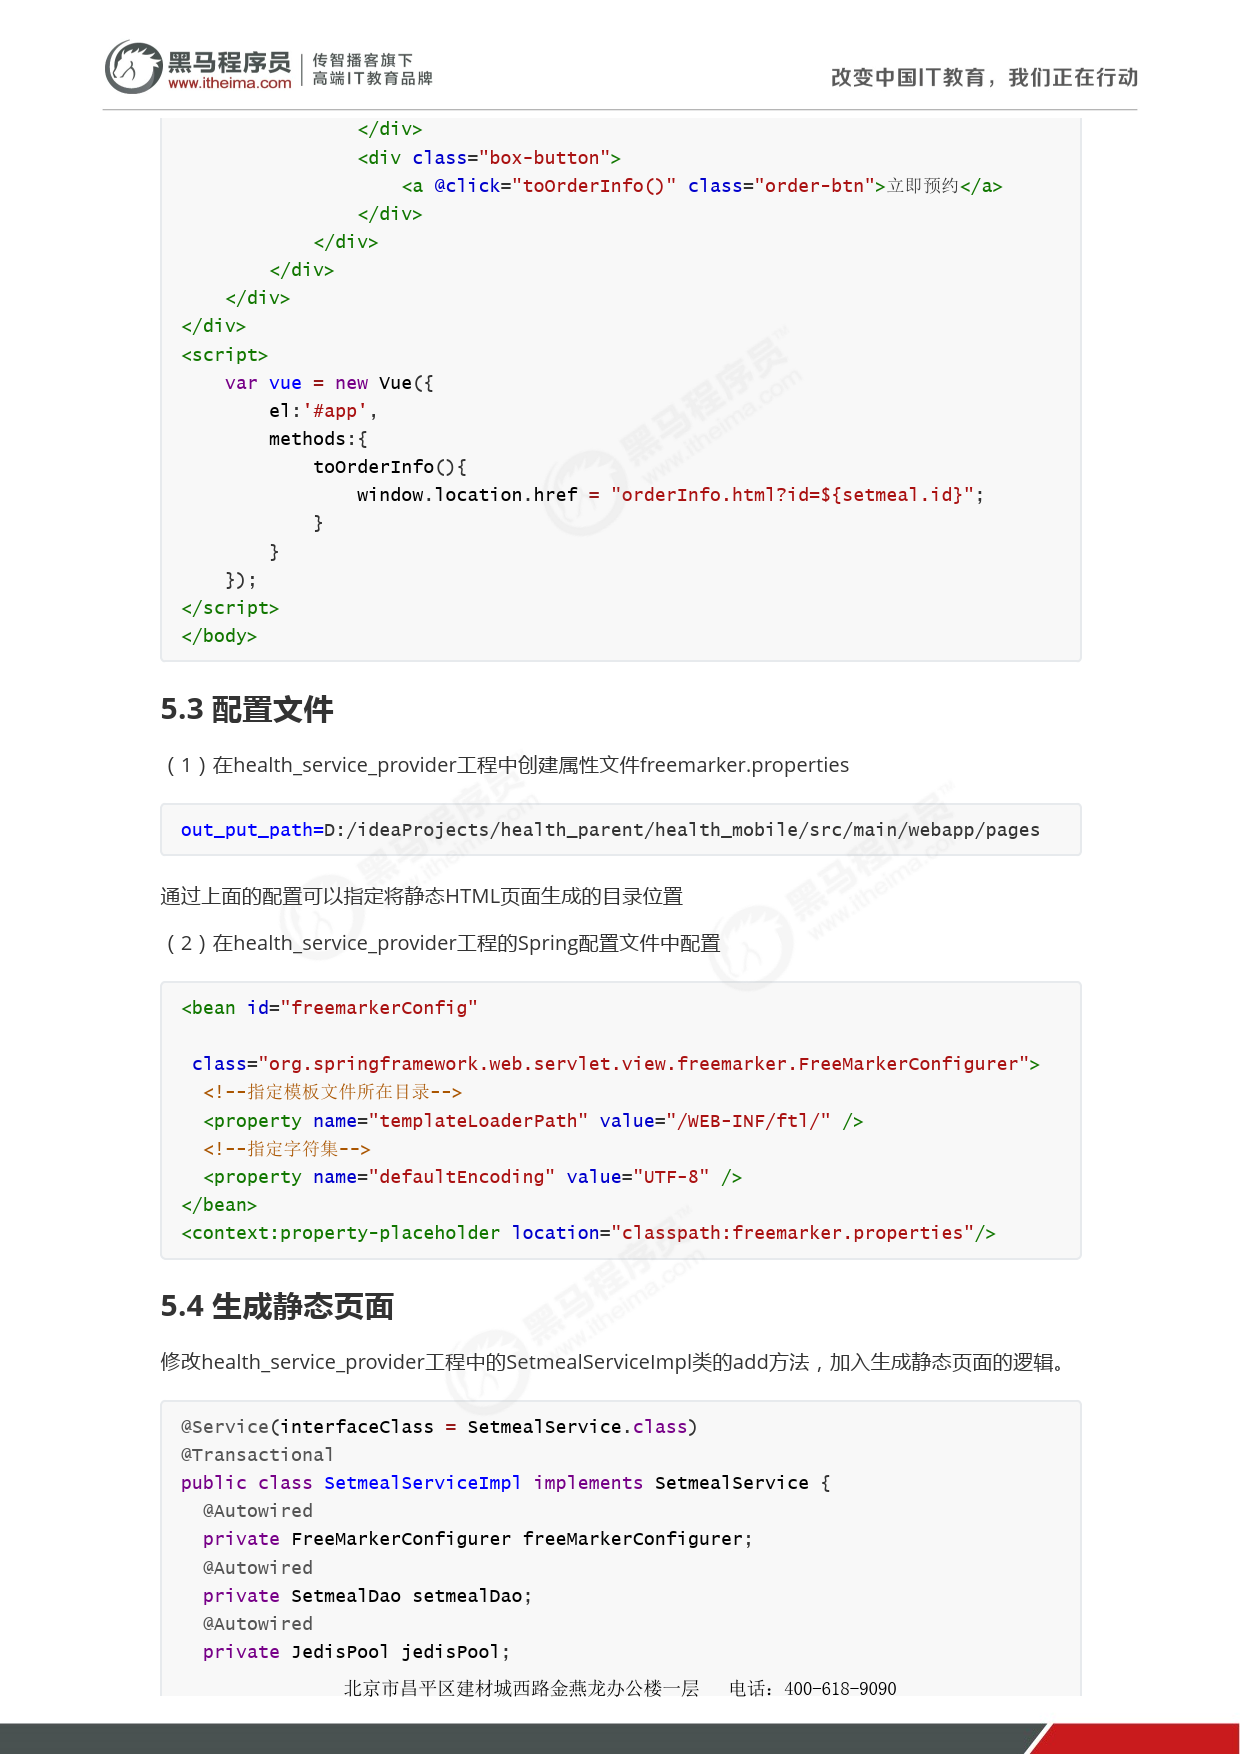 黑马程序员
www.itheima.com
传智播客旗下
高端IT教育品牌
改变中国IT教育，我们正在行动
                </div>
                <div class="box-button">
                    <a @click="toOrderInfo()" class="order-btn">立即预约</a>
                </div>
            </div>
        </div>
    </div>
</div>
<script>
    var vue = new Vue({
        el:'#app',
        methods:{
            toOrderInfo(){
                window.location.href = "orderInfo.html?id=${setmeal.id}";
            }
        }
    });
</script>
</body>
5.3 配置文件
（1）在health_service_provider工程中创建属性文件freemarker.properties
out_put_path=D:/ideaProjects/health_parent/health_mobile/src/main/webapp/pages
通过上面的配置可以指定将静态HTML页面生成的目录位置
（2）在health_service_provider工程的Spring配置文件中配置
<bean id="freemarkerConfig"
 class="org.springframework.web.servlet.view.freemarker.FreeMarkerConfigurer">
  <!--指定模板文件所在目录-->
  <property name="templateLoaderPath" value="/WEB-INF/ftl/" />
  <!--指定字符集-->
  <property name="defaultEncoding" value="UTF-8" />
</bean>
<context:property-placeholder location="classpath:freemarker.properties"/>
5.4 生成静态页面
修改health_service_provider工程中的SetmealServiceImpl类的add方法，加入生成静态页面的逻辑。
@Service(interfaceClass = SetmealService.class)
@Transactional
public class SetmealServiceImpl implements SetmealService {
  @Autowired
  private FreeMarkerConfigurer freeMarkerConfigurer;
  @Autowired
  private SetmealDao setmealDao;
  @Autowired
  private JedisPool jedisPool;
北京市昌平区建材城西路金燕龙办公楼一层 电话：400-618-9090